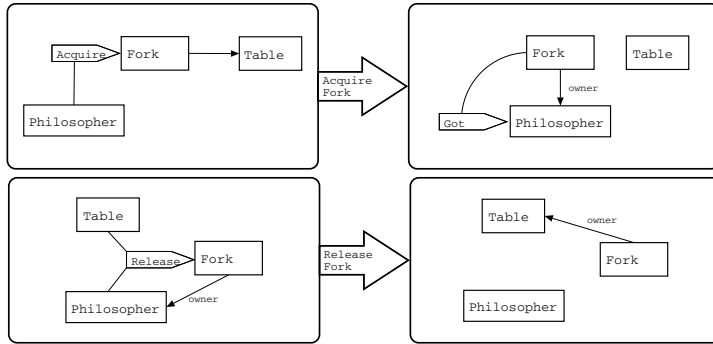 Acquire
Fork
Table
Philosopher
Acquire
Fork
Fork
Table
owner
Got
Philosopher
Table
Release
Fork
Philosopher
owner
Release
Fork
Table
owner
Fork
Philosopher